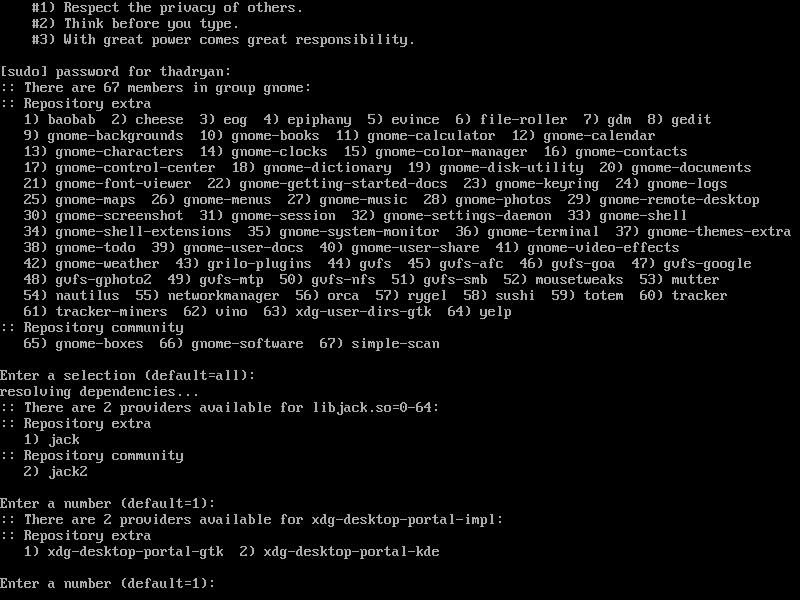 #1) Respect the privacy of others.
#2) Think before you type.
#3) With great power comes great responsibility.
[sudo] password for thadryan:
:: There are 67 members in group gnome:
:: Repository extra
1) baobab  2) cheese  3) eog  4) epiphany  5) evince  6) file-roller  7) gdm  8) gedit
9) gnome-backgrounds  10) gnome-books  11) gnome-calculator  12) gnome-calendar
13) gnome-characters  14) gnome-clocks  15) gnome-color-manager  16) gnome-contacts
17) gnome-control-center  18) gnome-dictionary  19) gnome-disk-utility  20) gnome-documents
21) gnome-font-viewer  22) gnome-getting-started-docs  23) gnome-keyring  24) gnome-logs
25) gnome-maps  26) gnome-menus  27) gnome-music  28) gnome-photos  29) gnome-remote-desktop
30) gnome-screenshot  31) gnome-session  32) gnome-settings-daemon  33) gnome-shell
34) gnome-shell-extensions  35) gnome-system-monitor  36) gnome-terminal  37) gnome-themes-extra
38) gnome-todo  39) gnome-user-docs  40) gnome-user-share  41) gnome-video-effects
42) gnome-weather  43) grilo-plugins  44) gvfs  45) gvfs-afc  46) gvfs-goa  47) gvfs-google
48) gvfs-gphoto2  49) gvfs-mtp  50) gvfs-nfs  51) gvfs-smb  52) mousetweaks  53) mutter
54) nautilus  55) networkmanager  56) orca  57) rygel  58) sushi  59) totem  60) tracker
61) tracker-miners  62) vino  63) xdg-user-dirs-gtk  64) yelp
:: Repository community
65) gnome-boxes  66) gnome-software  67) simple-scan
Enter a selection (default=all):
resolving dependencies...
:: There are 2 providers available for libjack.so=0-64:
:: Repository extra
1) jack
:: Repository community
2) jack2
Enter a number (default=1):
:: There are 2 providers available for xdg-desktop-portal-impl:
:: Repository extra
1) xdg-desktop-portal-gtk  2) xdg-desktop-portal-kde
Enter a number (default=1):